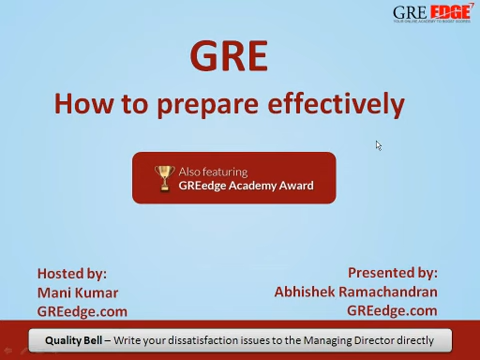 GRE EDGE
GRE
How to prepare effectively
Also featuring
GREedge Academy Award
Hosted by:
Mani Kumar
GREedge.com
Presented by:
Abhishek Ramachandran
GREedge.com
Quality Bell – Write your dissatisfaction issues to the Managing Director directly